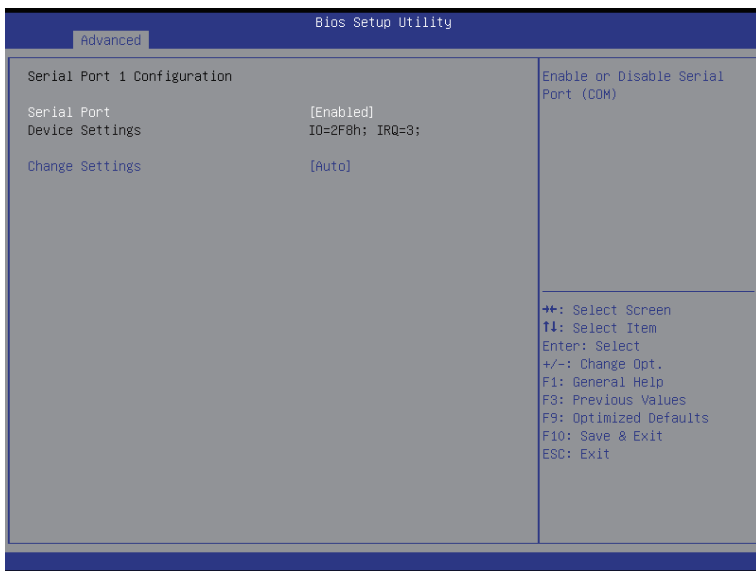 Bios Setup Utility
Advanced
Serial Port 1 Configuration
Serial Port [Enabled]
Device Settings IO=2F8h; IRQ=3;
Change Settings [Auto]
Enable or Disable Serial
Port (COM)
→←: Select Screen
↑↓: Select Item
Enter: Select
+/-: Change Opt.
F1: General Help
F3: Previous Values
F9: Optimized Defaults
F10: Save & Exit
ESC: Exit